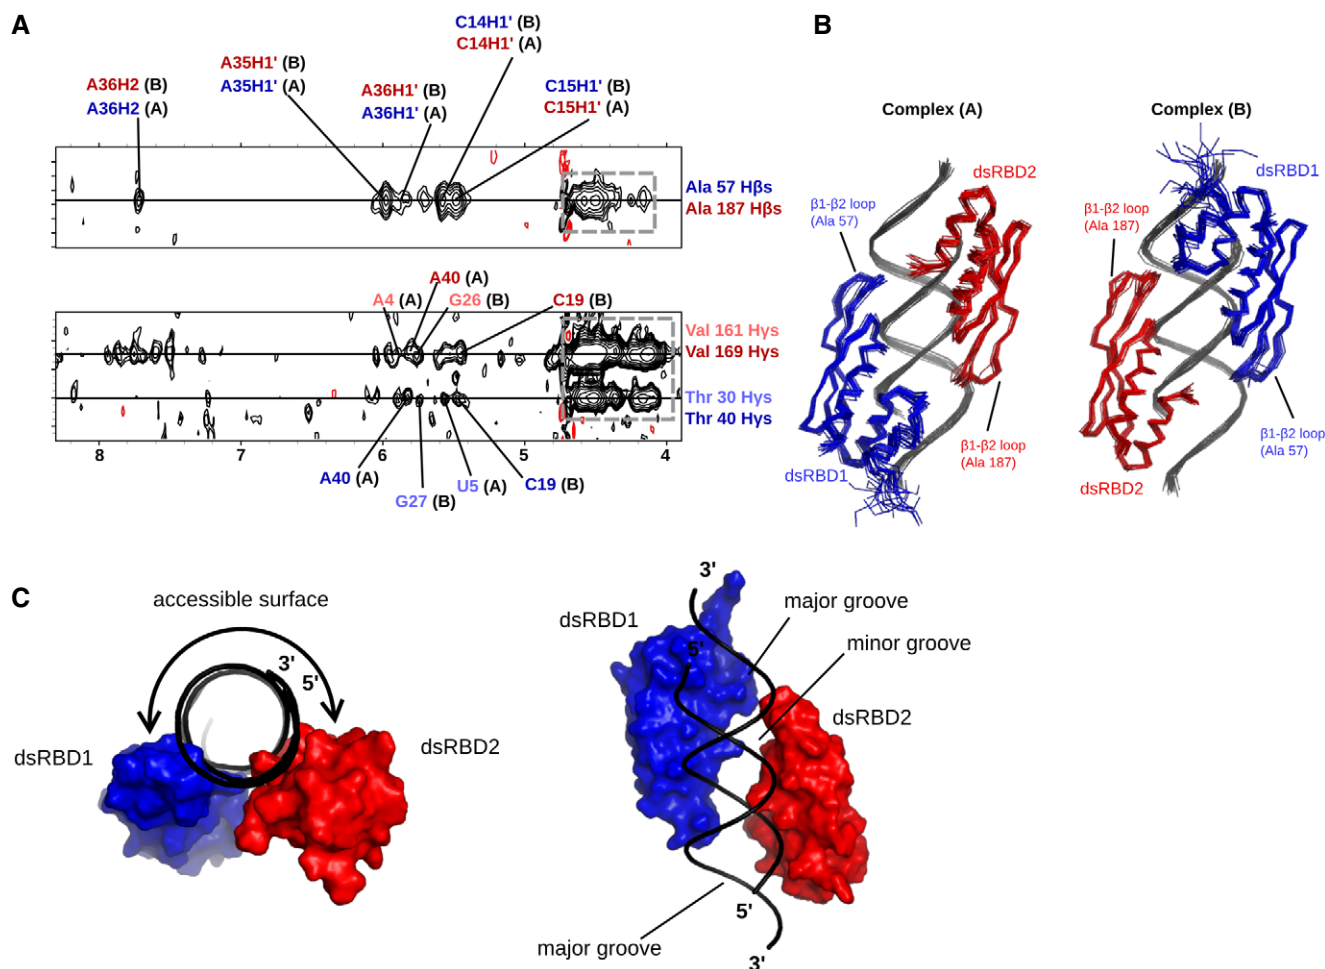 A
C14H1' (B)
C14H1' (A)
A35H1' (B)
A35H1' (A)
A36H2 (B)
A36H2 (A)
A36H1' (B)
A36H1' (A)
C15H1' (B)
C15H1' (A)
Ala 57 Hβs
Ala 187 Hβs
A40 (A)
A4 (A)
G26 (B)
C19 (B)
Val 161 Hγs
Val 169 Hγs
Thr 30 Hγs
Thr 40 Hγs
8
7
6
5
4
A40 (A)
G27 (B)
U5 (A)
C19 (B)
B
Complex (A)
Complex (B)
dsRBD2
β1-β2 loop
(Ala 57)
β1-β2 loop
(Ala 187)
dsRBD1
dsRBD1
β1-β2 loop
(Ala 187)
β1-β2 loop
(Ala 57)
dsRBD2
C
accessible surface
3'
5'
dsRBD1
dsRBD2
3'
dsRBD1
5'
major groove
minor groove
dsRBD2
5'
major groove
3'